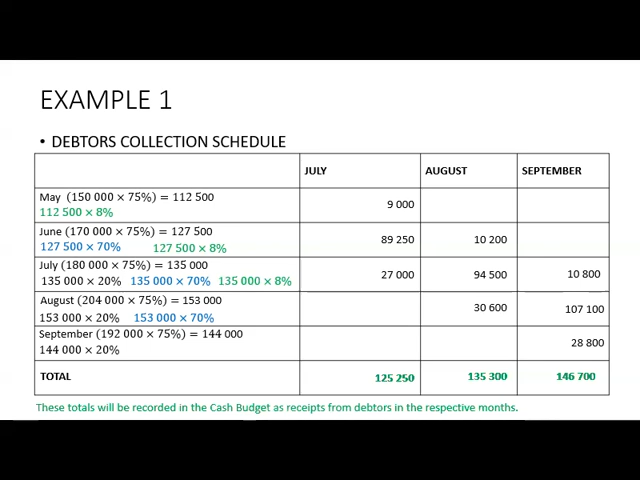 EXAMPLE 1
• DEBTORS COLLECTION SCHEDULE
JULY AUGUST SEPTEMBER
May (150 000 × 75%) = 112 500
112 500 × 8%
9 000
June (170 000 × 75%) = 127 500
127 500 × 70% 127 500 × 8%
89 250 10 200
July (180 000 × 75%) = 135 000
135 000 × 20% 135 000 × 70% 135 000 × 8%
27 000 94 500 10 800
August (204 000 × 75%) = 153 000
153 000 × 20% 153 000 × 70%
30 600 107 100
September (192 000 × 75%) = 144 000
144 000 × 20%
28 800
TOTAL 125 250 135 300 146 700
These totals will be recorded in the Cash Budget as receipts from debtors in the respective months.